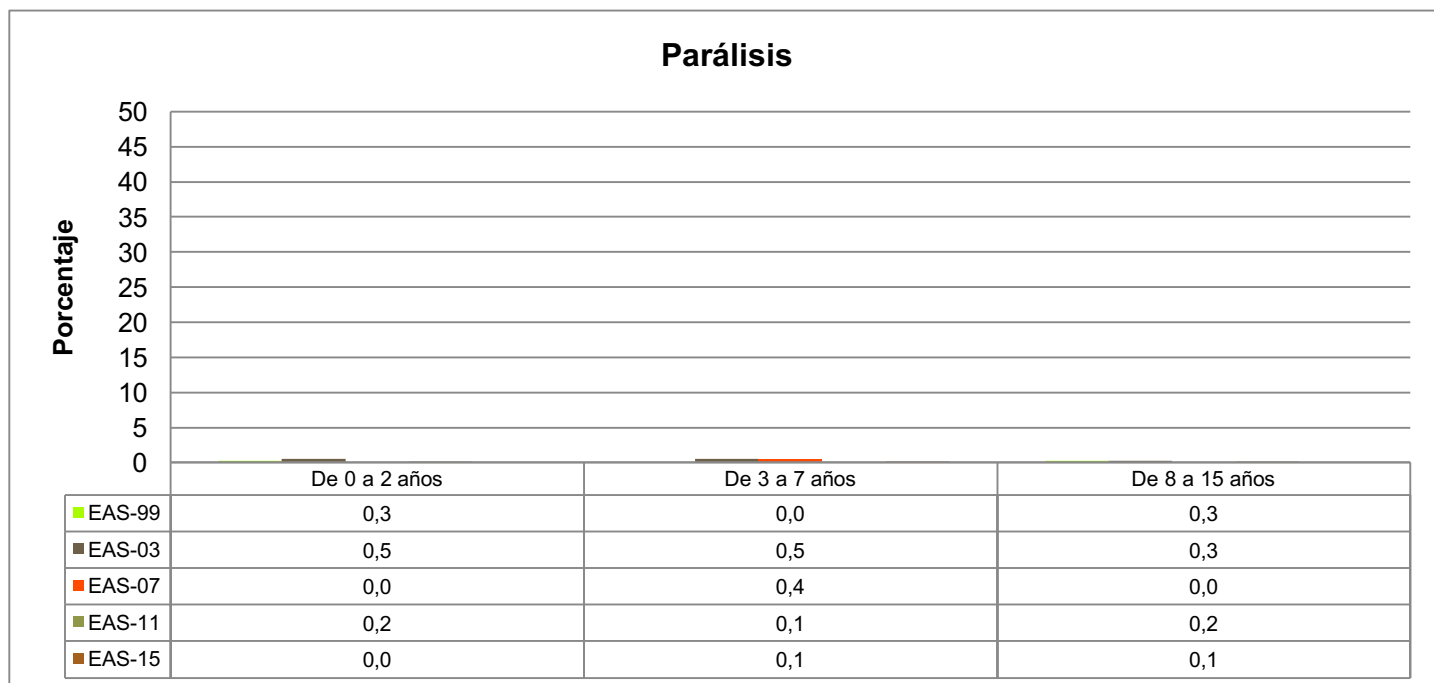 Parálisis
Porcentaje
50
45
40
35
30
25
20
15
10
5
0
De 0 a 2 años De 3 a 7 años De 8 a 15 años
EAS-99 0,3 0,0 0,3
EAS-03 0,5 0,5 0,3
EAS-07 0,0 0,4 0,0
EAS-11 0,2 0,1 0,2
EAS-15 0,0 0,1 0,1